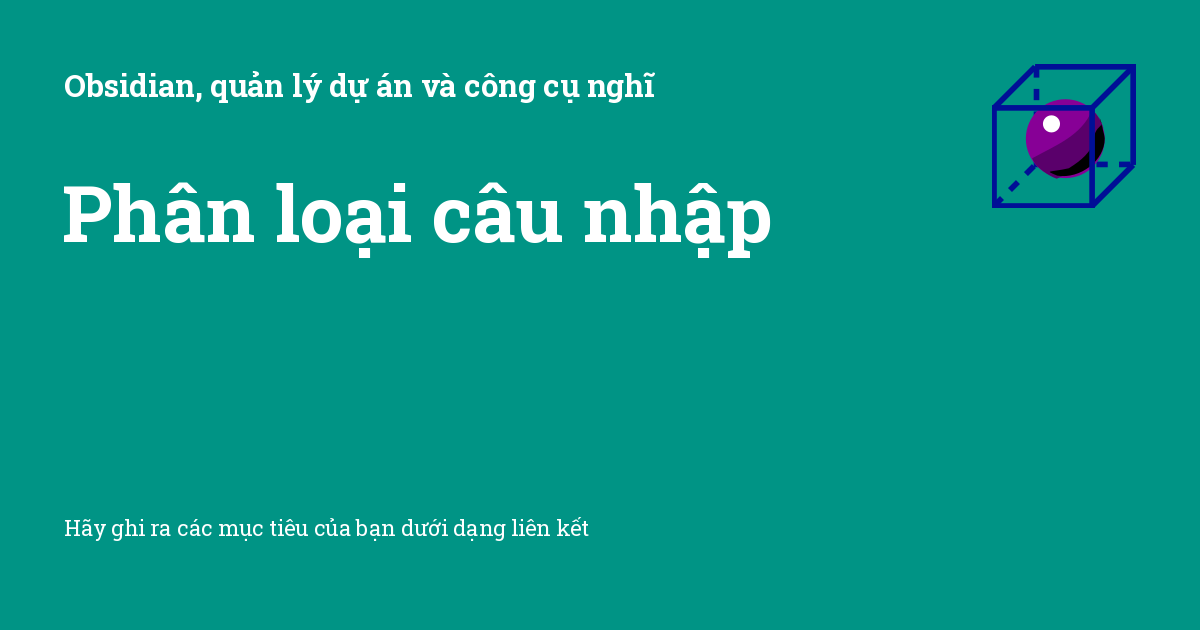 Obsidian, quản lý dự án và công cụ nghĩ
Phân loại câu nhập
Hãy ghi ra các mục tiêu của bạn dưới dạng liên kết